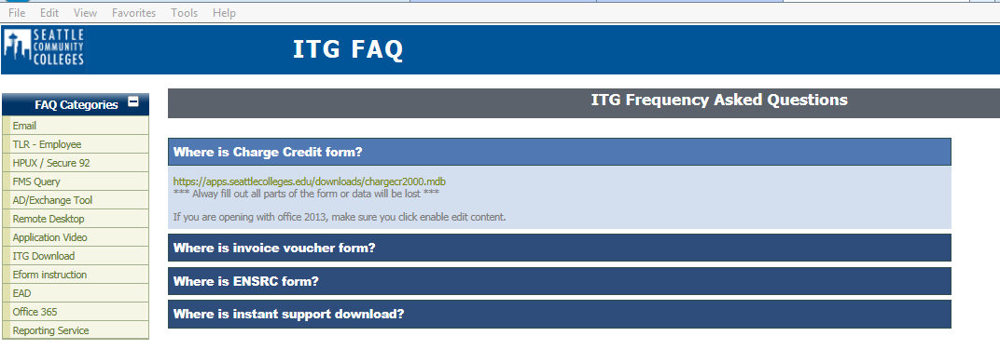 File Edit View Favorites Tools Help
SEATTLE
COMMUNITY
COLLEGES
ITG FAQ
FAQ Categories
Email
TLR - Employee
HPUX / Secure 92
FMS Query
AD/Exchange Tool
Remote Desktop
Application Video
ITG Download
Eform instruction
EAD
Office 365
Reporting Service
ITG Frequency Asked Questions
Where is Charge Credit form?
https://apps.seattlecolleges.edu/downloads/chargecr2000.mdb
*** Alway fill out all parts of the form or data will be lost ***
If you are opening with office 2013, make sure you click enable edit content.
Where is invoice voucher form?
Where is ENSRC form?
Where is instant support download?